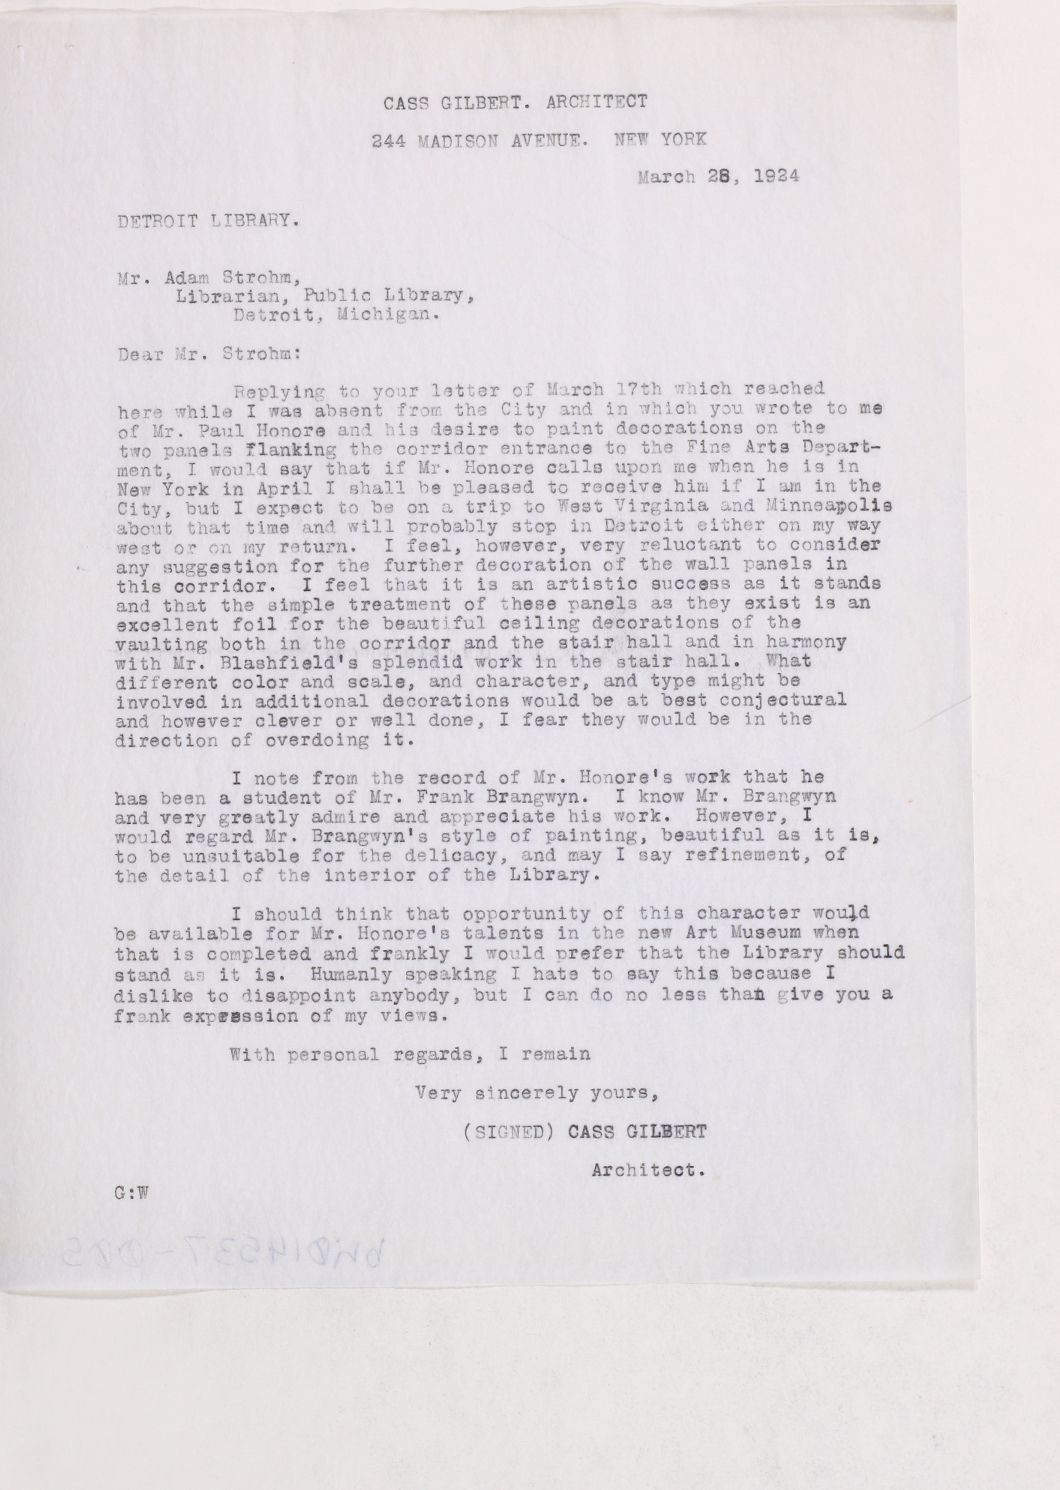 CASS GILBERT. ARCHITECT
244 MADISON AVENUE. NEW YORK
March 28, 1924
DETROIT LIBRARY.
Mr. Adam Strohm,
Librarian, Public Library,
Detroit, Michigan.
Dear Mr. Strohm:
Replying to your letter of March 17th which reached
here while I was absent from the City and in which you wrote to me
of Mr. Paul Honore and his desire to paint decorations on the
two panels flanking the corridor entrance to the Fine Arts Depart-
ment, I would say that if Mr. Honore calls upon me when he is in
New York in April I shall be pleased to receive him if I am in the
City, but I expect to be on a trip to West Virginia and Minneapolis
about that time and will probably stop in Detroit either on my way
west or on my return. I feel, however, very reluctant to consider
any suggestion for the further decoration of the wall panels in
this corridor. I feel that it is an artistic success as it stands
and that the simple treatment of these panels as they exist is an
excellent foil for the beautiful ceiling decorations of the
vaulting both in the corridor and the stair hall and in harmony
with Mr. Blashfield's splendid work in the stair hall. What
different color and scale, and character, and type might be
involved in additional decorations would be at best conjectural
and however clever or well done, I fear they would be in the
direction of overdoing it.
I note from the record of Mr. Honore's work that he
has been a student of Mr. Frank Brangwyn. I know Mr. Brangwyn
and very greatly admire and appreciate his work. However, I
would regard Mr. Brangwyn's style of painting, beautiful as it is,
to be unsuitable for the delicacy, and may I say refinement, of
the detail of the interior of the Library.
I should think that opportunity of this character would
be available for Mr. Honore's talents in the new Art Museum when
that is completed and frankly I would prefer that the Library should
stand as it is. Humanly speaking I hate to say this because I
dislike to disappoint anybody, but I can do no less than give you a
frank expression of my views.
With personal regards, I remain
Very sincerely yours,
(SIGNED) CASS GILBERT
Architect.
G:W